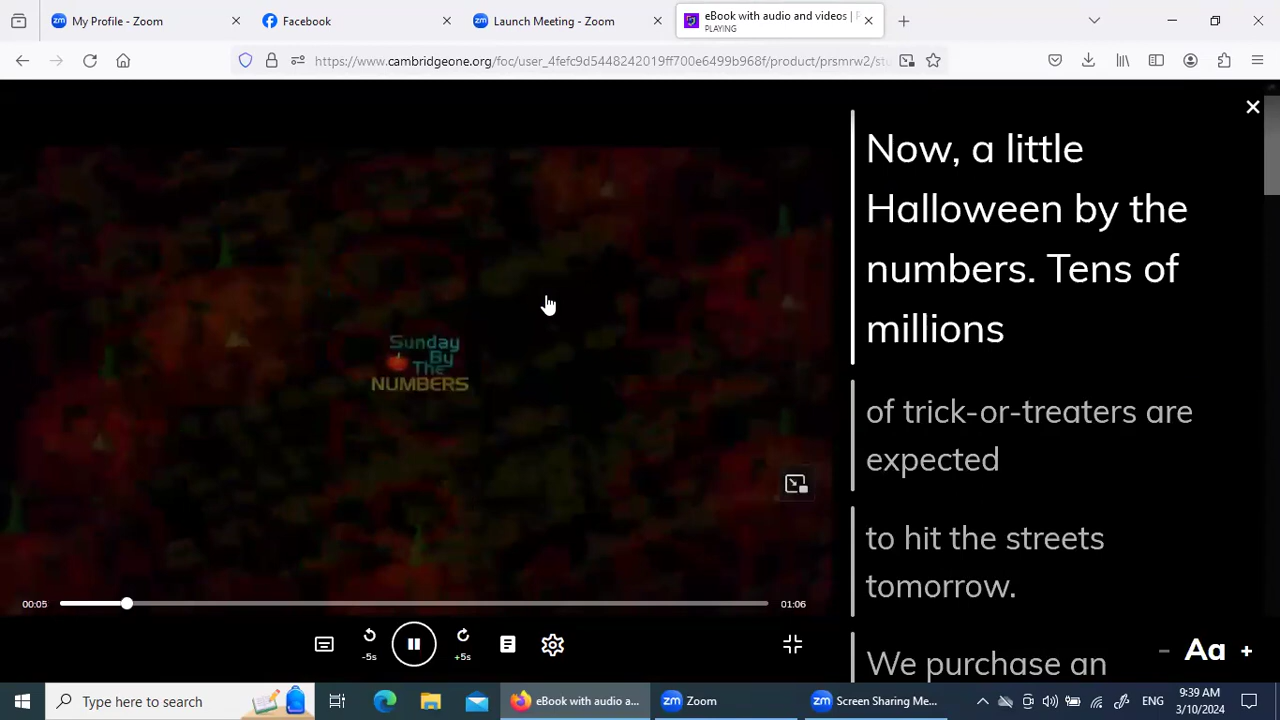 My Profile - Zoom
Facebook
Launch Meeting - Zoom
eBook with audio and videos |
PLAYING
https://www.cambridgeone.org/foc/user_4fefc9d5448242019ff700e6499b968f/product/prsmrw2/st
Now, a little
Halloween by the
numbers. Tens of
millions
of trick-or-treaters are
expected
to hit the streets
tomorrow.
We purchase an
Sunday
By
The
NUMBERS
00:05
01:06
-5s
+5s
Aa
Type here to search
eBook with audio a...
Zoom
Screen Sharing Me...
ENG
9:39 AM
3/10/2024